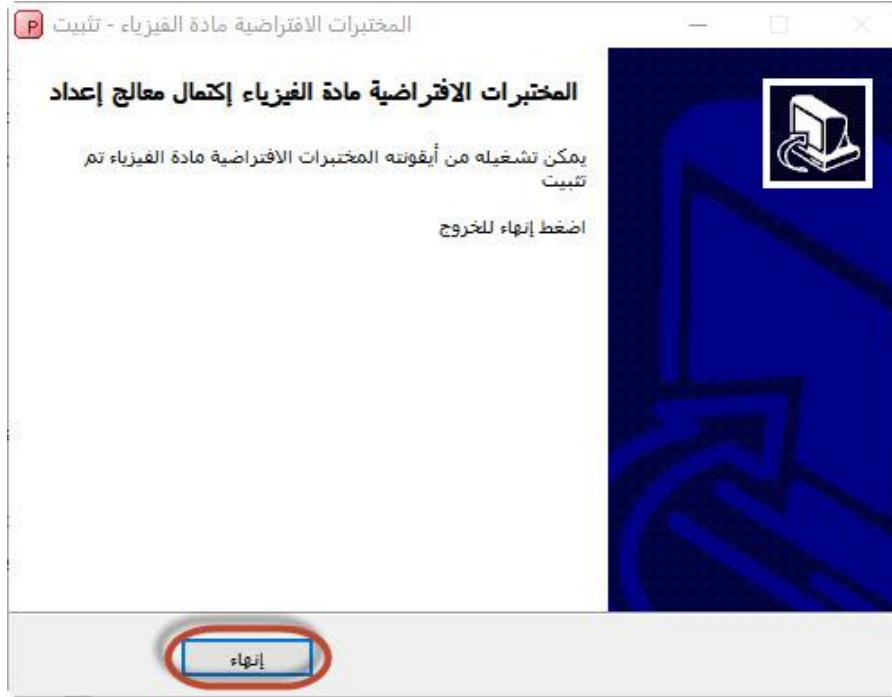 المختبرات الافتراضية مادة الفيزياء - تثبيت
المختبرات الافتراضية مادة الفيزياء إكتمال معالج إعداد
يمكن تشغيله من أيقونته المختبرات الافتراضية مادة الفيزياء تم
تثبيت
اضغط إنهاء للخروج
إنهاء